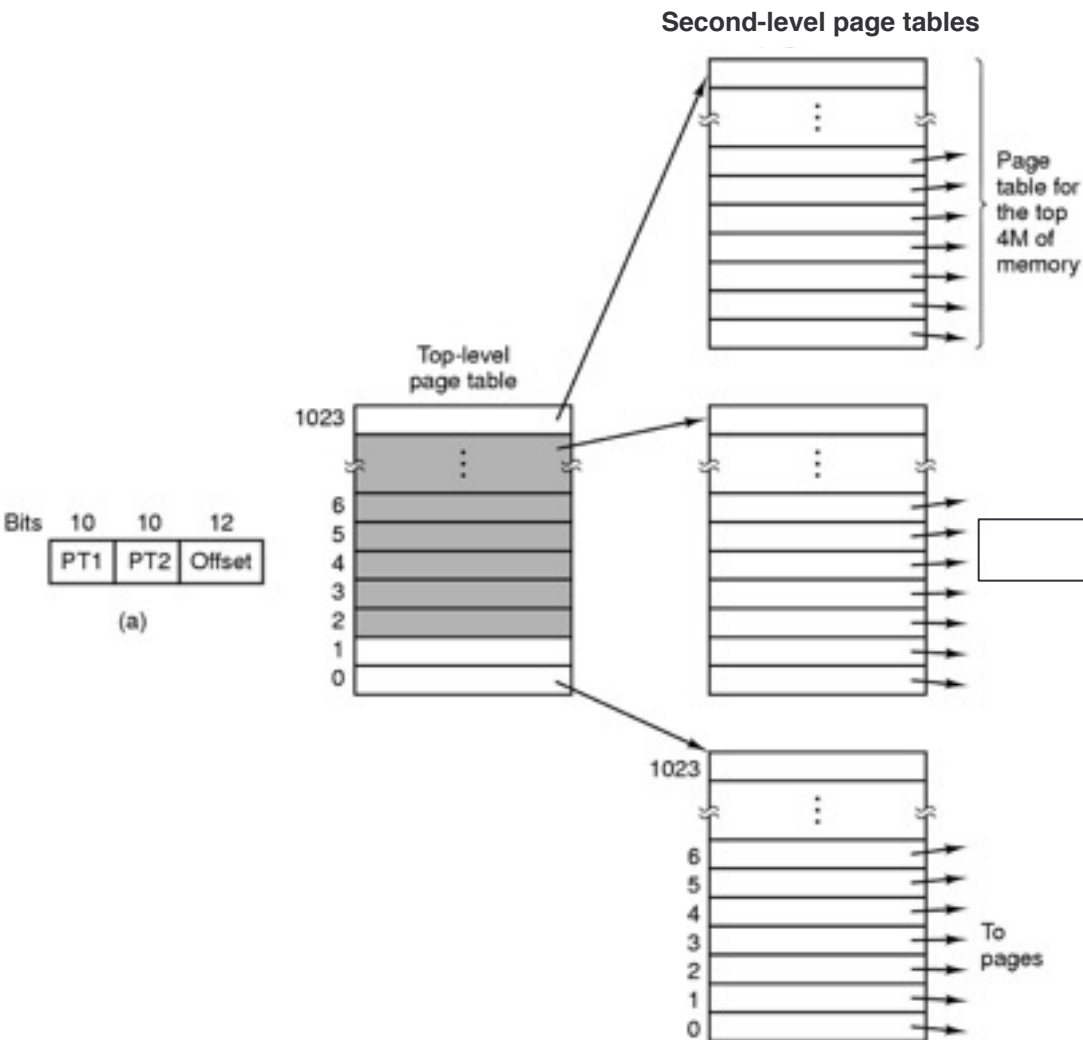 Second-level page tables
Page
table for
the top
4M of
memory
Top-level
page table
1023
6
5
4
3
2
1
0
Bits 10 10 12
PT1 PT2 Offset
(a)
1023
6
5
4
3
2
1
0
To
pages